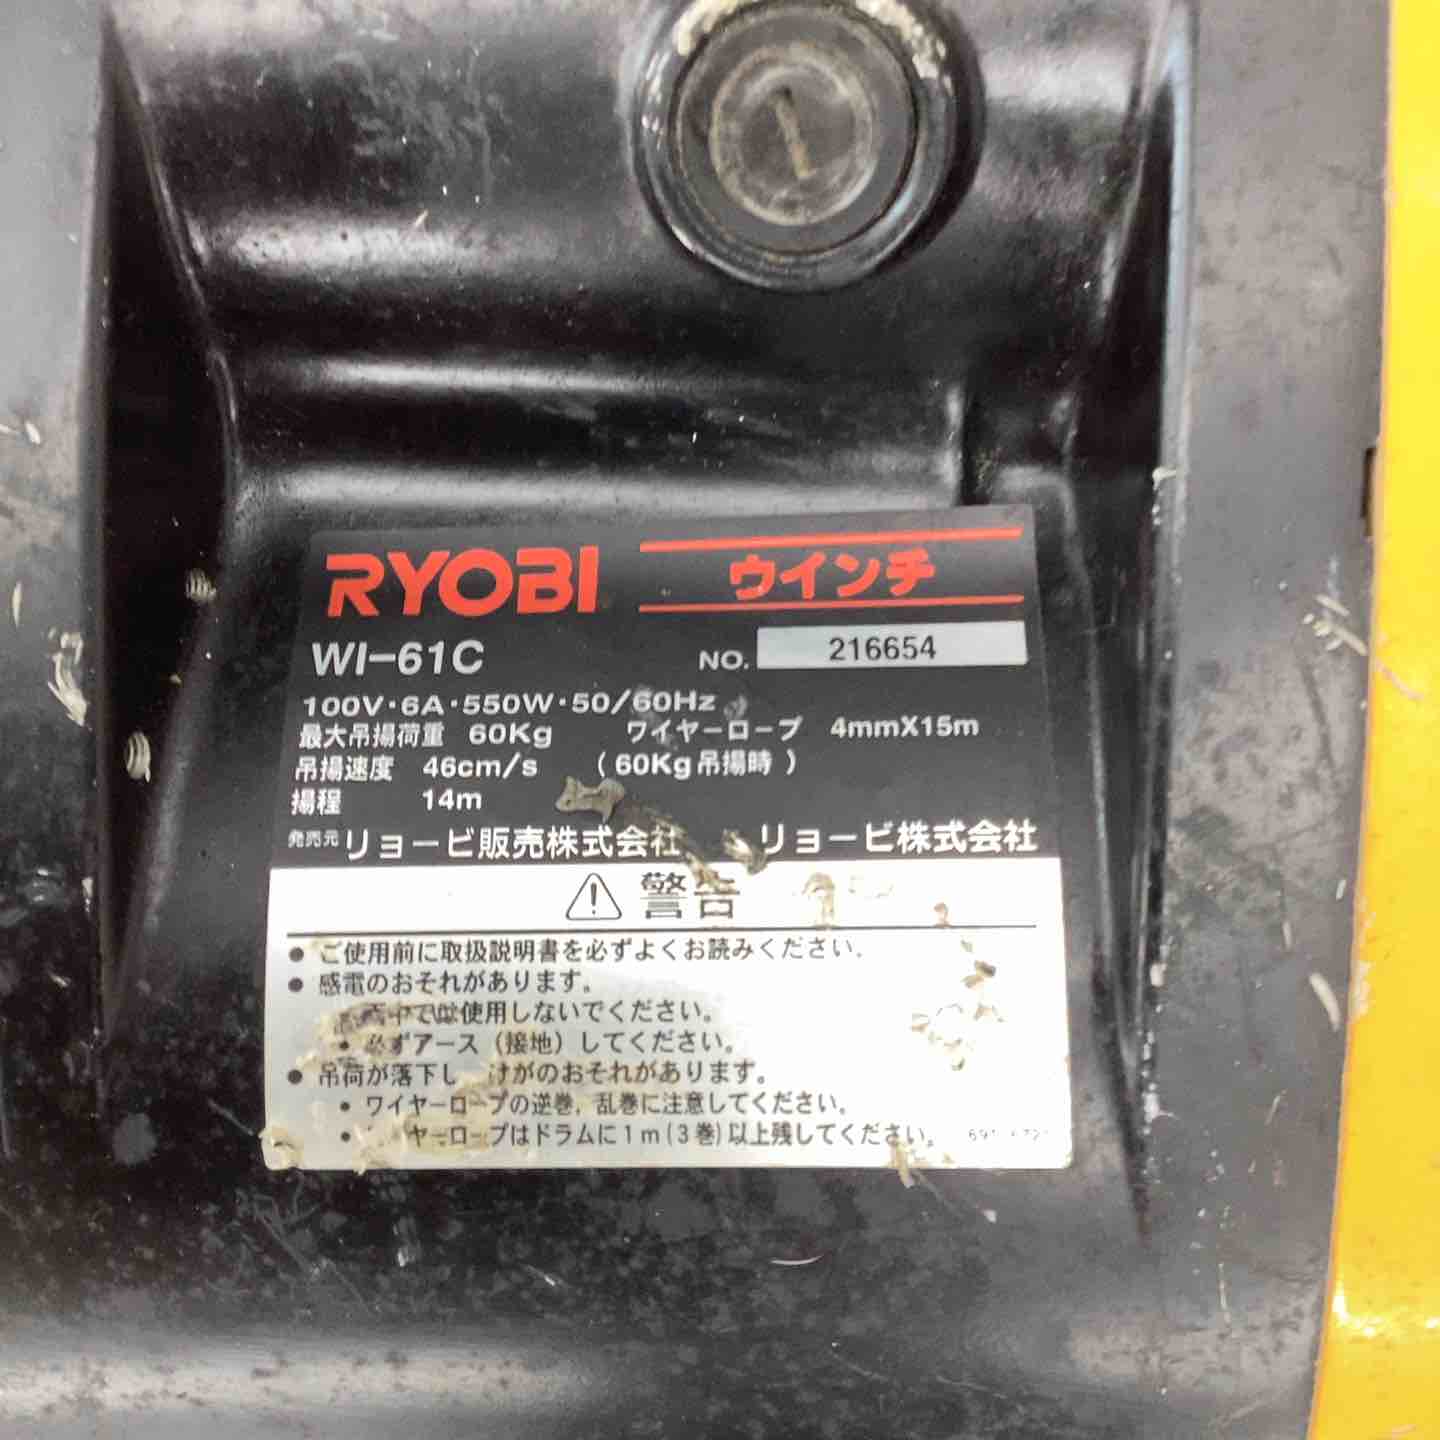 RYOBI ウインチ
WI-61C NO. 216654
100V・6A・550W・50/60Hz
最大吊揚荷重 60Kg ワイヤーロープ 4mmX15m
吊揚速度 46cm/s (60Kg吊揚時)
揚程 14m
発売元 リョービ販売株式会社 リョービ株式会社
警告
● ご使用前に取扱説明書を必ずよくお読みください.
● 感電のおそれがあります。
中では使用しないでください。
・必ずアース(接地)してください。
● 吊荷が落下し けがのおそれがあります。
・ワイヤーロープの逆巻,乱巻に注意してください。
・ イヤーロープはドラムに1m(3巻)以上残してください。